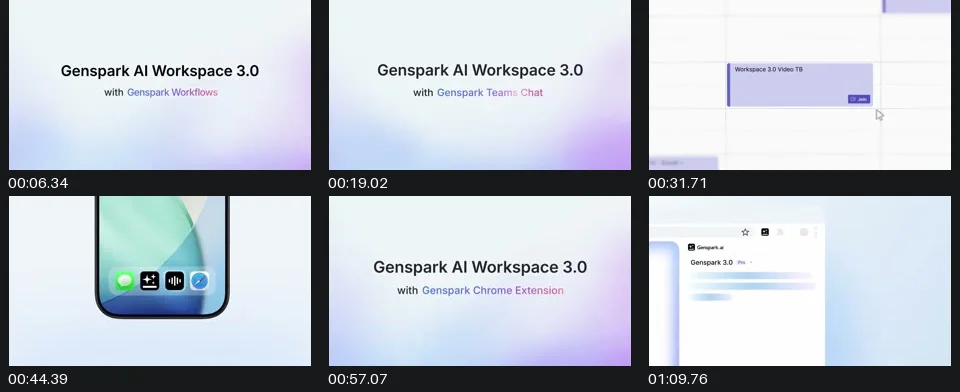 Genspark AI Workspace 3.0
with Genspark Workflows
00:06.34
Genspark AI Workspace 3.0
with Genspark Teams Chat
00:19.02
Workspace 3.0 Video TB
Join
00:31.71
00:44.39
Genspark AI Workspace 3.0
with Genspark Chrome Extension
00:57.07
Genspark.ai
Genspark 3.0 Pro
01:09.76